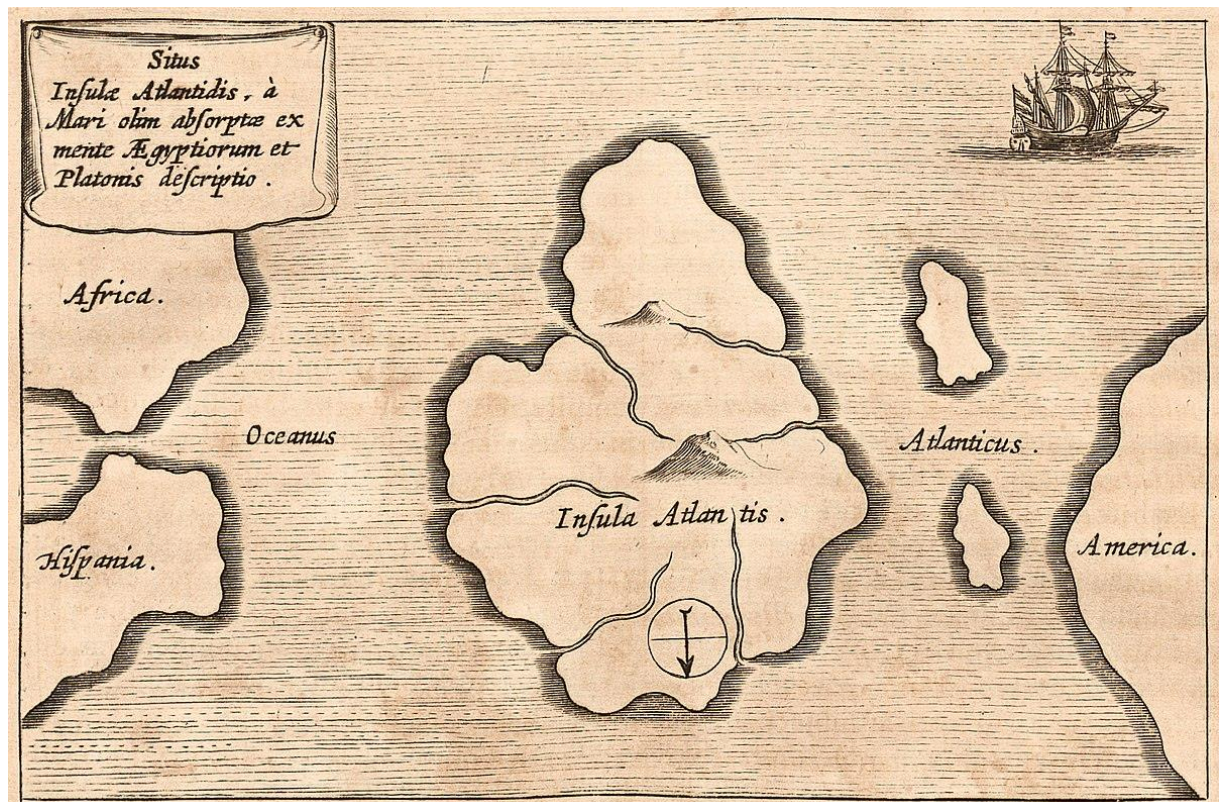 Situs
Inſulæ Atlantidis, à
Mari olim abſorptæ ex
mente Ægyptiorum et
Platonis deſcriptio.
Africa.
Oceanus
Atlanticus.
Inſula Atlantis.
Hiſpania.
America.